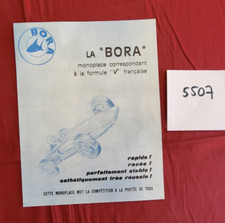 BORA
LA "BORA"
monoplace correspondant
à la formule "V" française
5507
rapide !
racée !
parfaitement stable !
esthétiquement très réussie !
CETTE MONOPLACE MET LA COMPÉTITION A LA PORTÉE DE TOUS